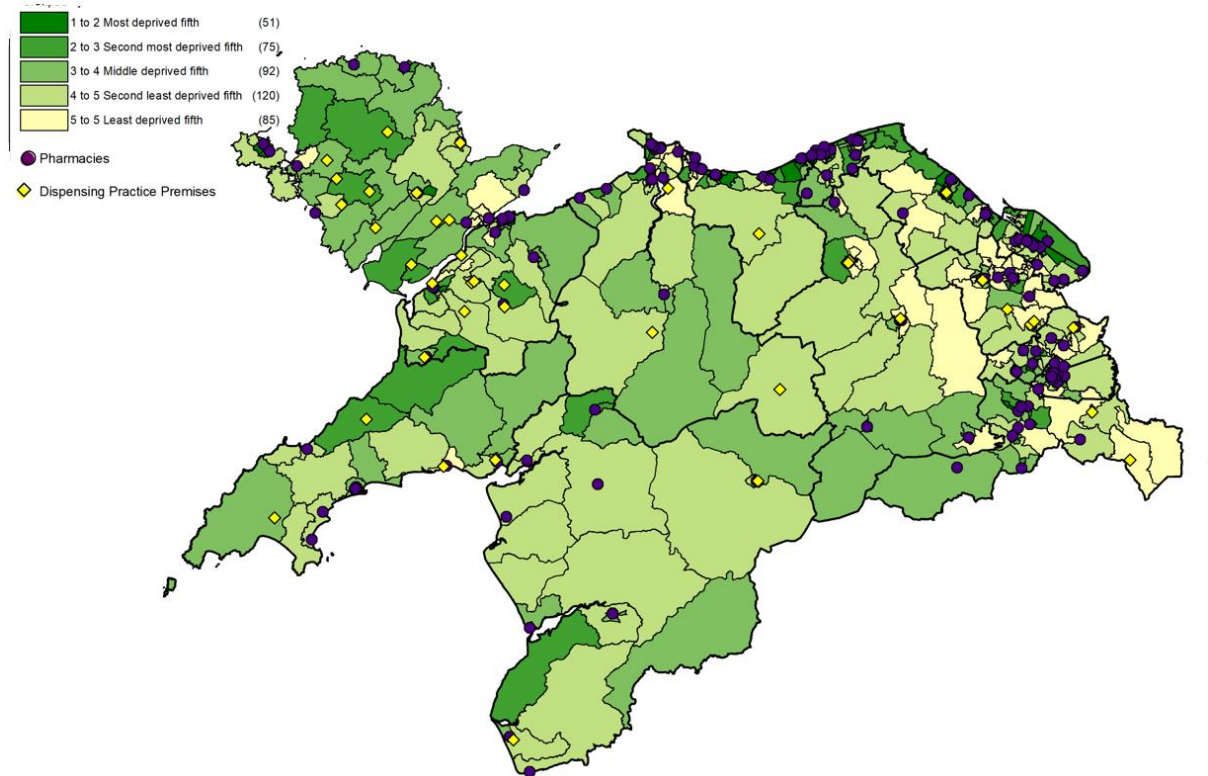 1 to 2 Most deprived fifth (51)
2 to 3 Second most deprived fifth (75)
3 to 4 Middle deprived fifth (92)
4 to 5 Second least deprived fifth (120)
5 to 5 Least deprived fifth (85)
Pharmacies
Dispensing Practice Premises